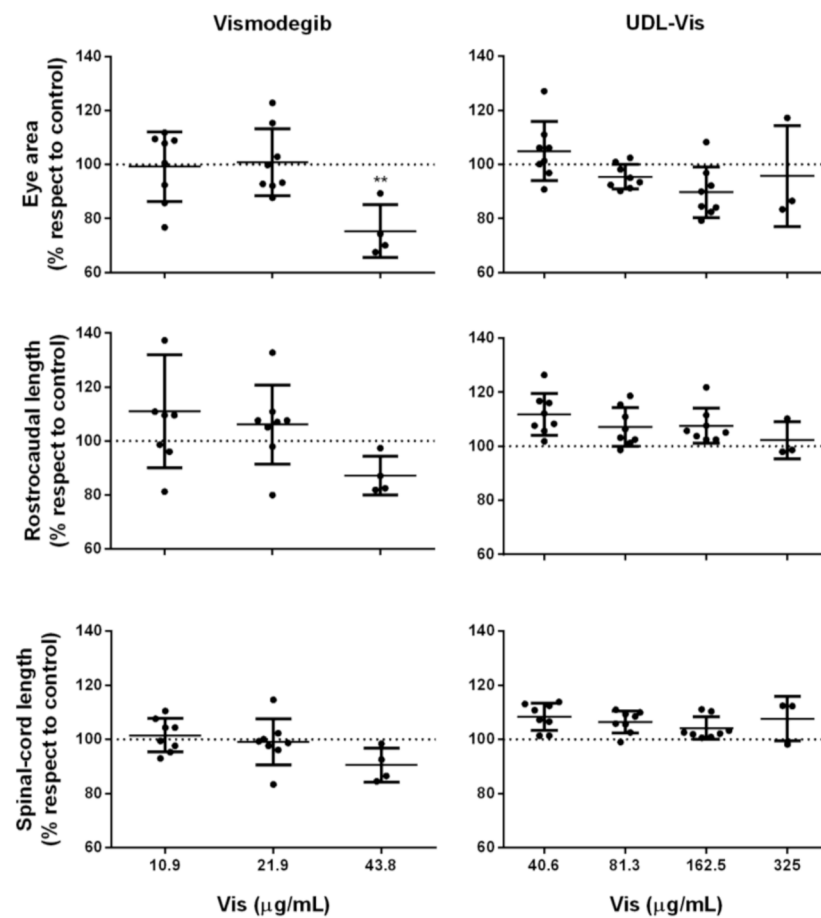 Vismodegib
UDL-Vis
Eye area
(% respect to control)
140
120
100
80
60
**
140
120
100
80
60
Rostrocaudal length
(% respect to control)
140
120
100
80
60
140
120
100
80
60
Spinal-cord length
(% respect to control)
140
120
100
80
60
10.9 21.9 43.8
Vis (μg/mL)
140
120
100
80
60
40.6 81.3 162.5 325
Vis (μg/mL)